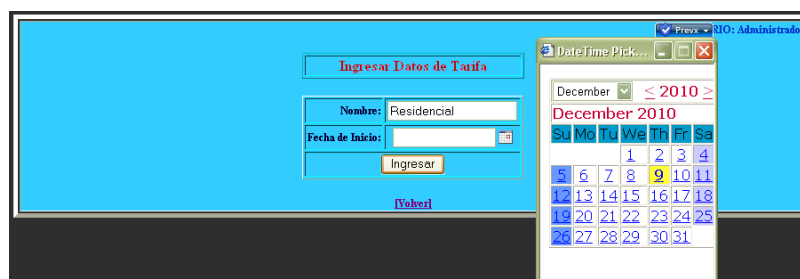 Prevx RIO: Administrado
DateTime Pick...
Ingresar Datos de Tarifa
Nombre: Residencial
Fecha de Inicio:
Ingresar
[Volver]
December < 2010 >
December 2010
Su Mo Tu We Th Fr Sa
1 2 3 4
5 6 7 8 9 10 11
12 13 14 15 16 17 18
19 20 21 22 23 24 25
26 27 28 29 30 31